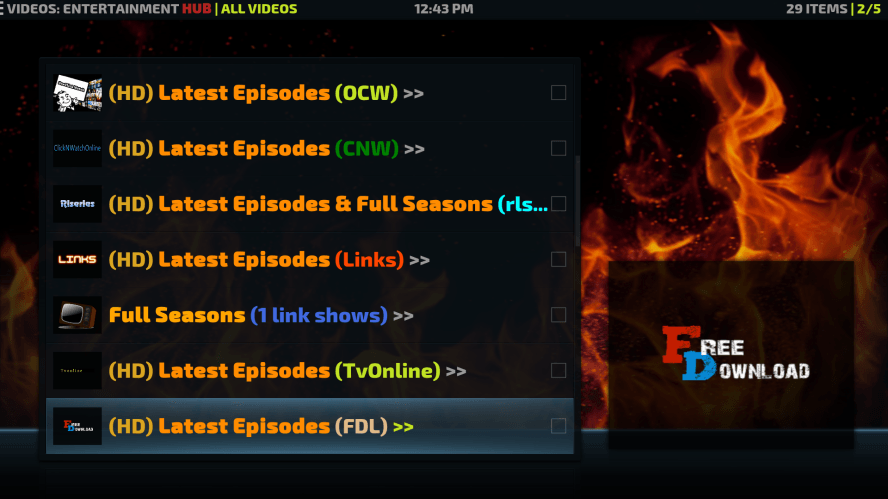 VIDEOS: ENTERTAINMENT HUB | ALL VIDEOS
12:43 PM
29 ITEMS | 2/5
(HD) Latest Episodes (OCW) >>
ClickNWatchOnline
(HD) Latest Episodes (CNW) >>
Rlseries
(HD) Latest Episodes & Full Seasons (rls...
LINKS
(HD) Latest Episodes (Links) >>
Full Seasons (1 link shows) >>
(HD) Latest Episodes (TvOnline) >>
FREE DOWNLOAD
(HD) Latest Episodes (FDL) >>
FREE
DOWNLOAD